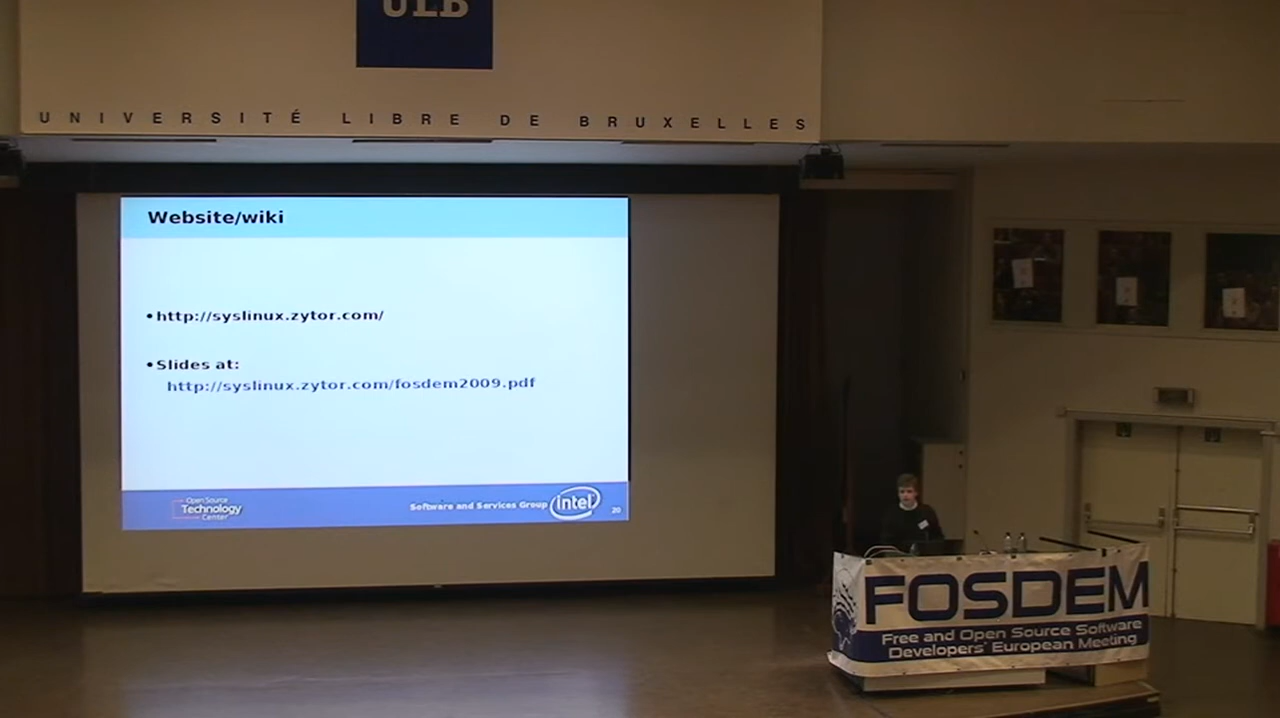 ULB
UNIVERSITÉ LIBRE DE BRUXELLES
Website/wiki
•http://syslinux.zytor.com/
•Slides at:
http://syslinux.zytor.com/fosdem2009.pdf
Open Source
Technology
Center
Software and Services Group
intel
20
FOSDEM
Free and Open Source Software
Developers' European Meeting